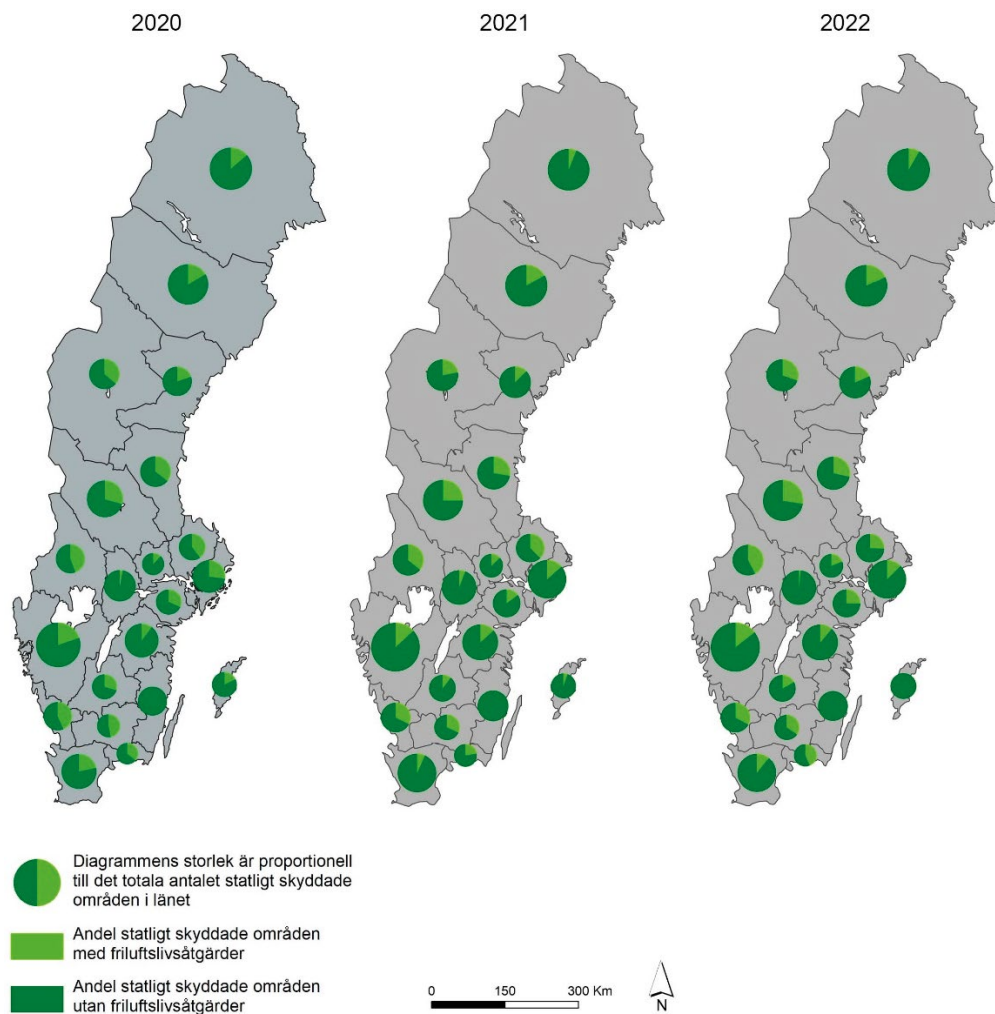 2020
2021
2022
Diagrammens storlek är proportionell
till det totala antalet statligt skyddade
områden i länet
Andel statligt skyddade områden
med friluftslivsåtgärder
Andel statligt skyddade områden
utan friluftslivsåtgärder
0 150 300 Km
N